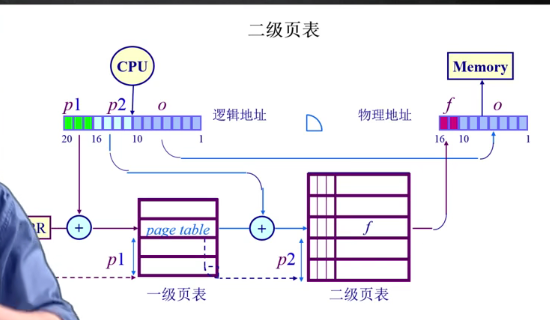 二级页表
CPU
Memory
p1 p2 o
逻辑地址
物理地址
f o
20 16 10 1
16 10 1
+
page table
+
f
p1
p2
一级页表
二级页表